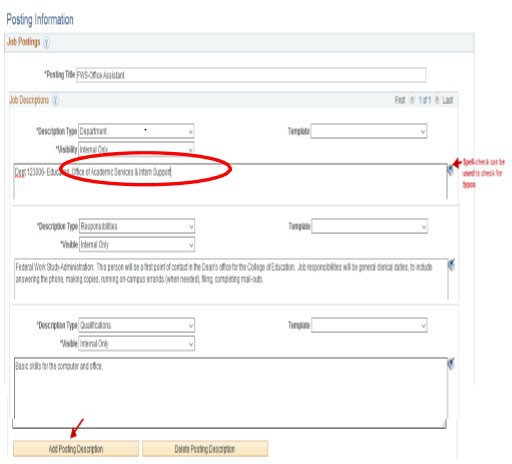 Posting Information
Job Postings
*Posting Title FWS-Office Assistant
Job Descriptions First 1 of 1 Last
*Description Type Department Template
*Visibility Internal Only
Dept 123006- Education, Office of Academic Services & Intern Support
Spell-check can be
used to check for
typos
*Description Type Responsibilities Template
*Visible Internal Only
Federal Work Study-Administration. This person will be a first point of contact in the Dean's office for the College of Education. Job responsibilities will be general clerical duties, to include
answering the phone, making copies, running on-campus errands (when needed), filing, completing mail-outs.
*Description Type Qualifications Template
*Visible Internal Only
Basic skills for the computer and office,
Add Posting Description Delete Posting Description